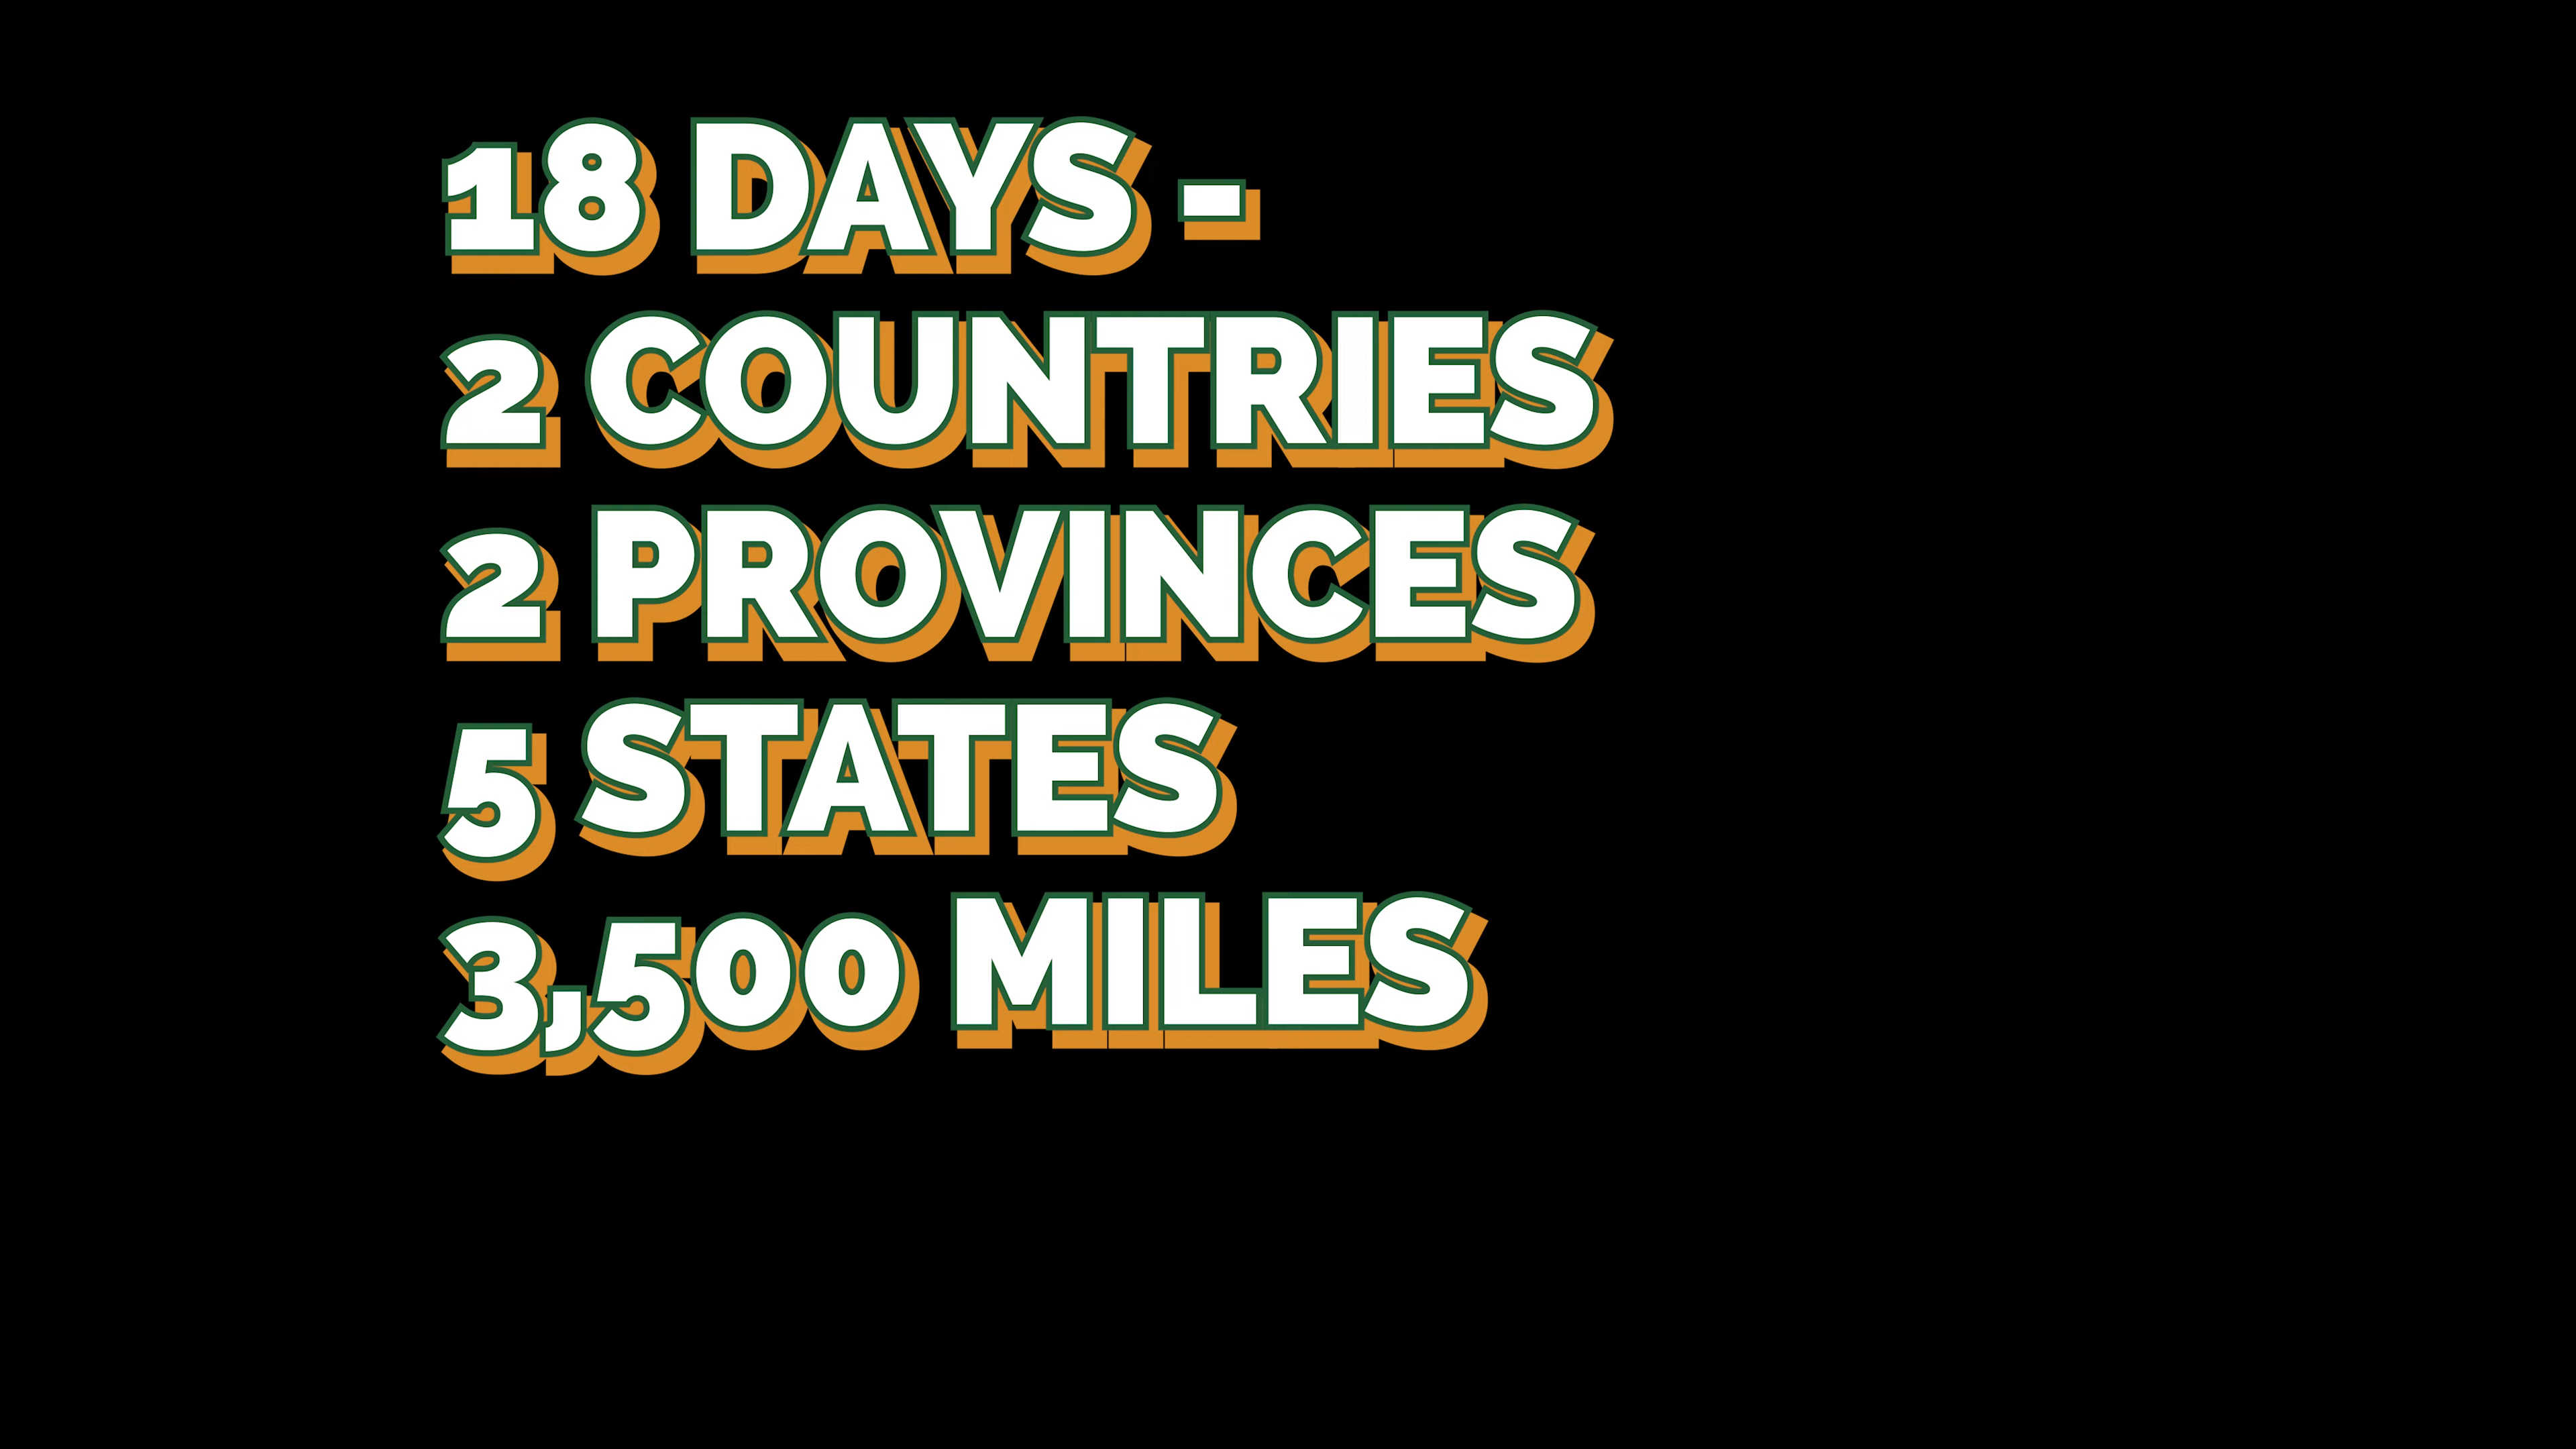 18 DAYS -
2 COUNTRIES
2 PROVINCES
5 STATES
3,500 MILES